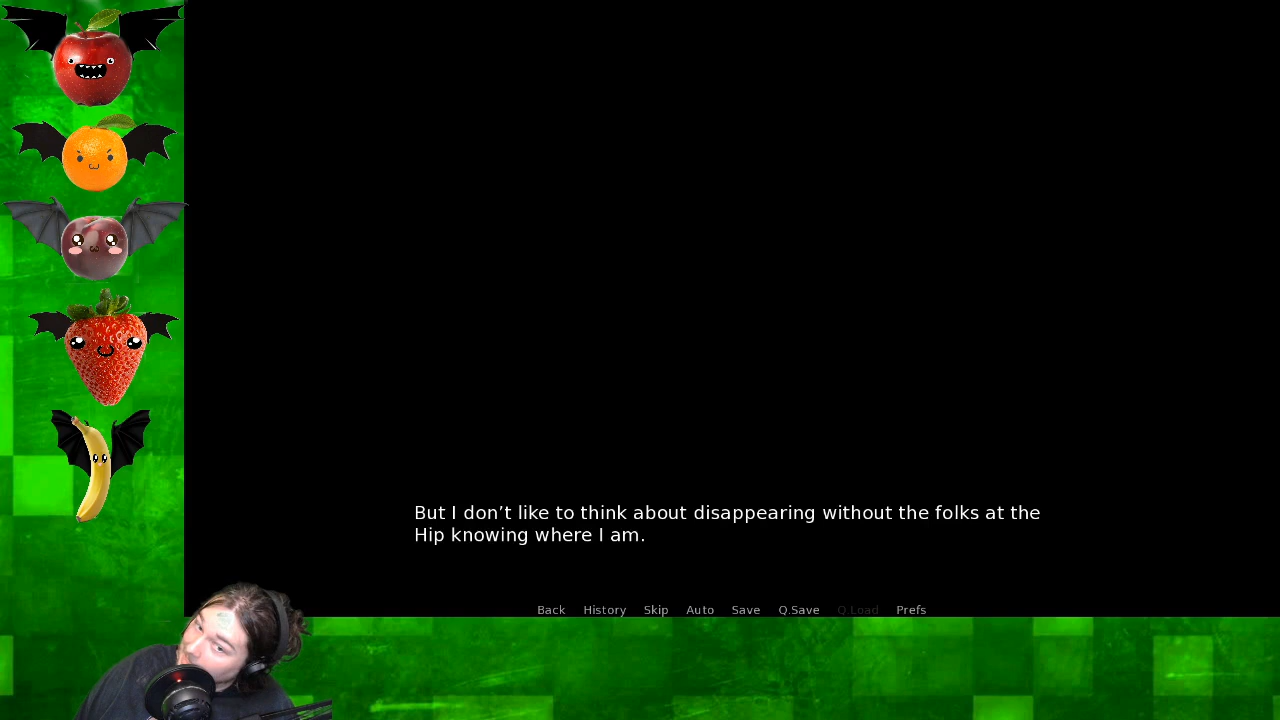 But I don’t like to think about disappearing without the folks at the
Hip knowing where I am.
Back History Skip Auto Save Q.Save Q.Load Prefs